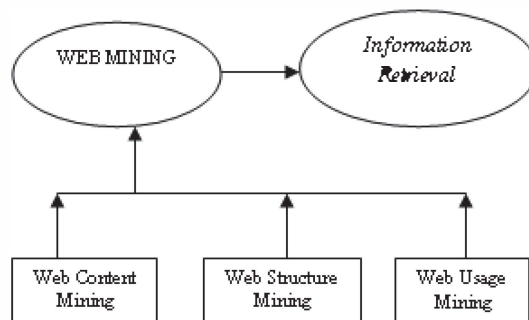 WEB MINING
Information
Retrieval
Web Content
Mining
Web Structure
Mining
Web Usage
Mining